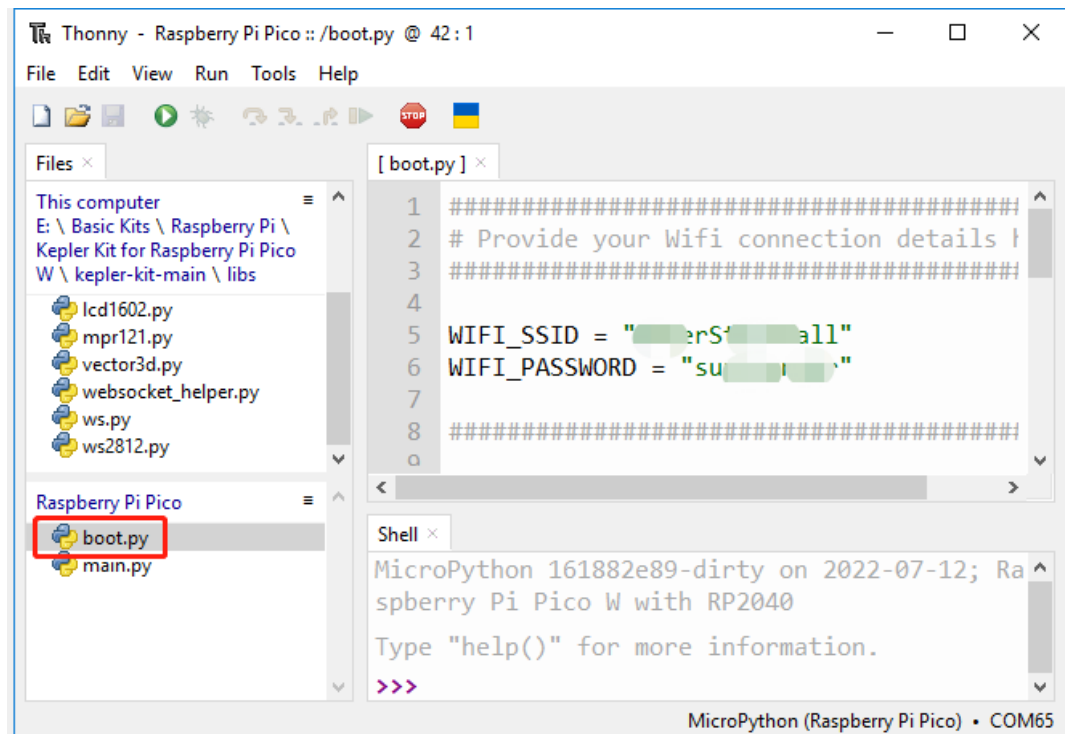 Thonny - Raspberry Pi Pico :: /boot.py @ 42 : 1
File Edit View Run Tools Help
STOP
Files
This computer
E: \ Basic Kits \ Raspberry Pi \
Kepler Kit for Raspberry Pi Pico
W \ kepler-kit-main \ libs
lcd1602.py
mpr121.py
vector3d.py
websocket_helper.py
ws.py
ws2812.py
Raspberry Pi Pico
boot.py
main.py
[ boot.py ]
1 #######################################
2 # Provide your Wifi connection details
3 #######################################
4
5 WIFI_SSID = " all"
6 WIFI_PASSWORD = "su "
7
8 #######################################
9
Shell
MicroPython 161882e89-dirty on 2022-07-12; Ra
spberry Pi Pico W with RP2040
Type "help()" for more information.
>>>
MicroPython (Raspberry Pi Pico) • COM65